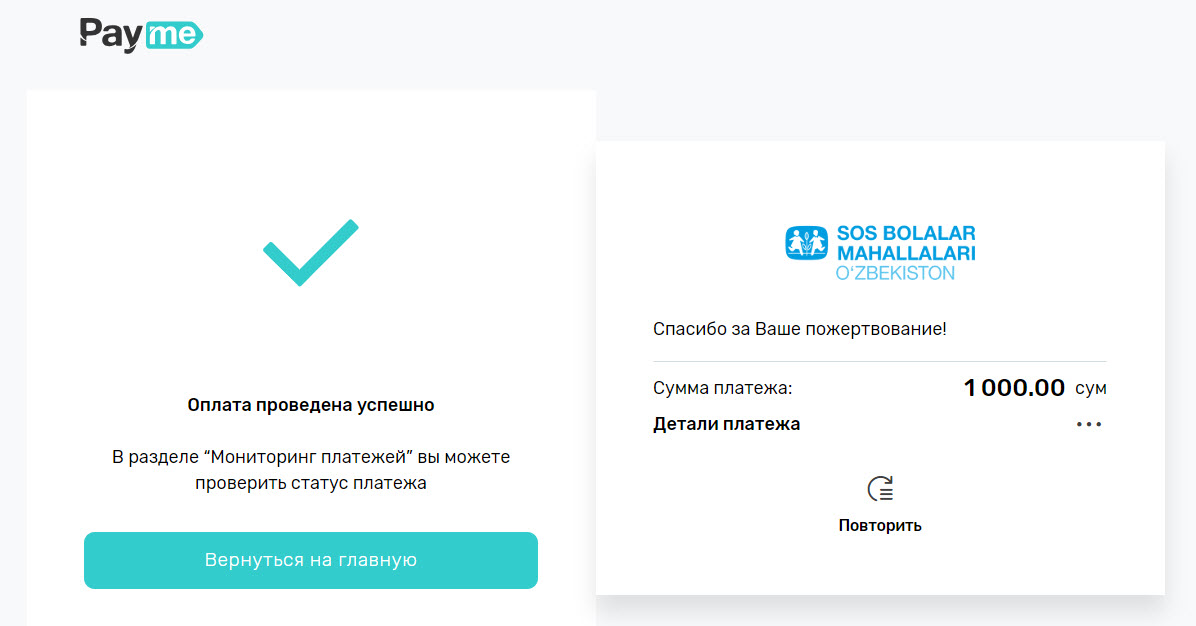 Payme
Оплата проведена успешно
В разделе “Мониторинг платежей” вы можете
проверить статус платежа
Вернуться на главную
SOS BOLALAR
MAHALLALARI
O‘ZBEKISTON
Спасибо за Ваше пожертвование!
Сумма платежа: 1 000.00 сум
Детали платежа
Повторить